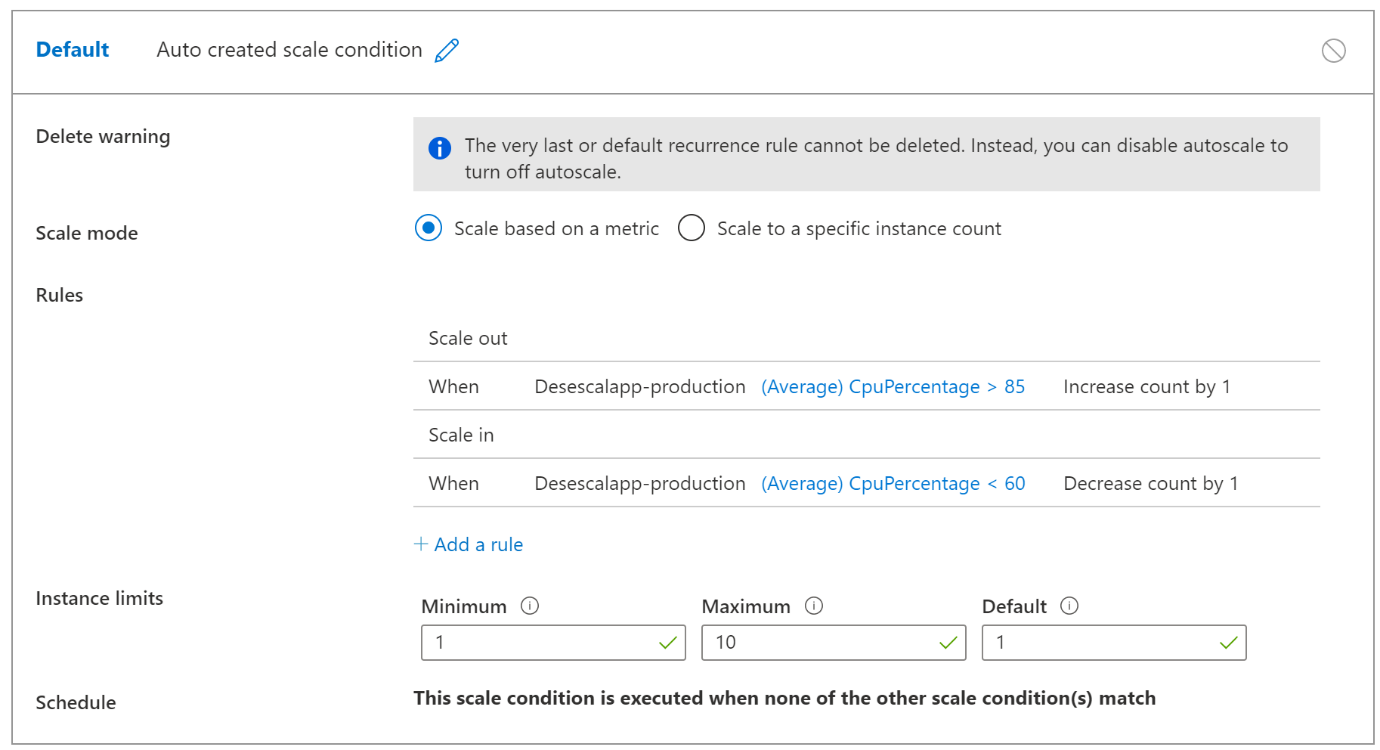 Default Auto created scale condition
Delete warning
The very last or default recurrence rule cannot be deleted. Instead, you can disable autoscale to
turn off autoscale.
Scale mode
Scale based on a metric Scale to a specific instance count
Rules
Scale out
When Desescalapp-production (Average) CpuPercentage > 85 Increase count by 1
Scale in
When Desescalapp-production (Average) CpuPercentage < 60 Decrease count by 1
+ Add a rule
Instance limits
Minimum Maximum Default
1 10 1
Schedule
This scale condition is executed when none of the other scale condition(s) match